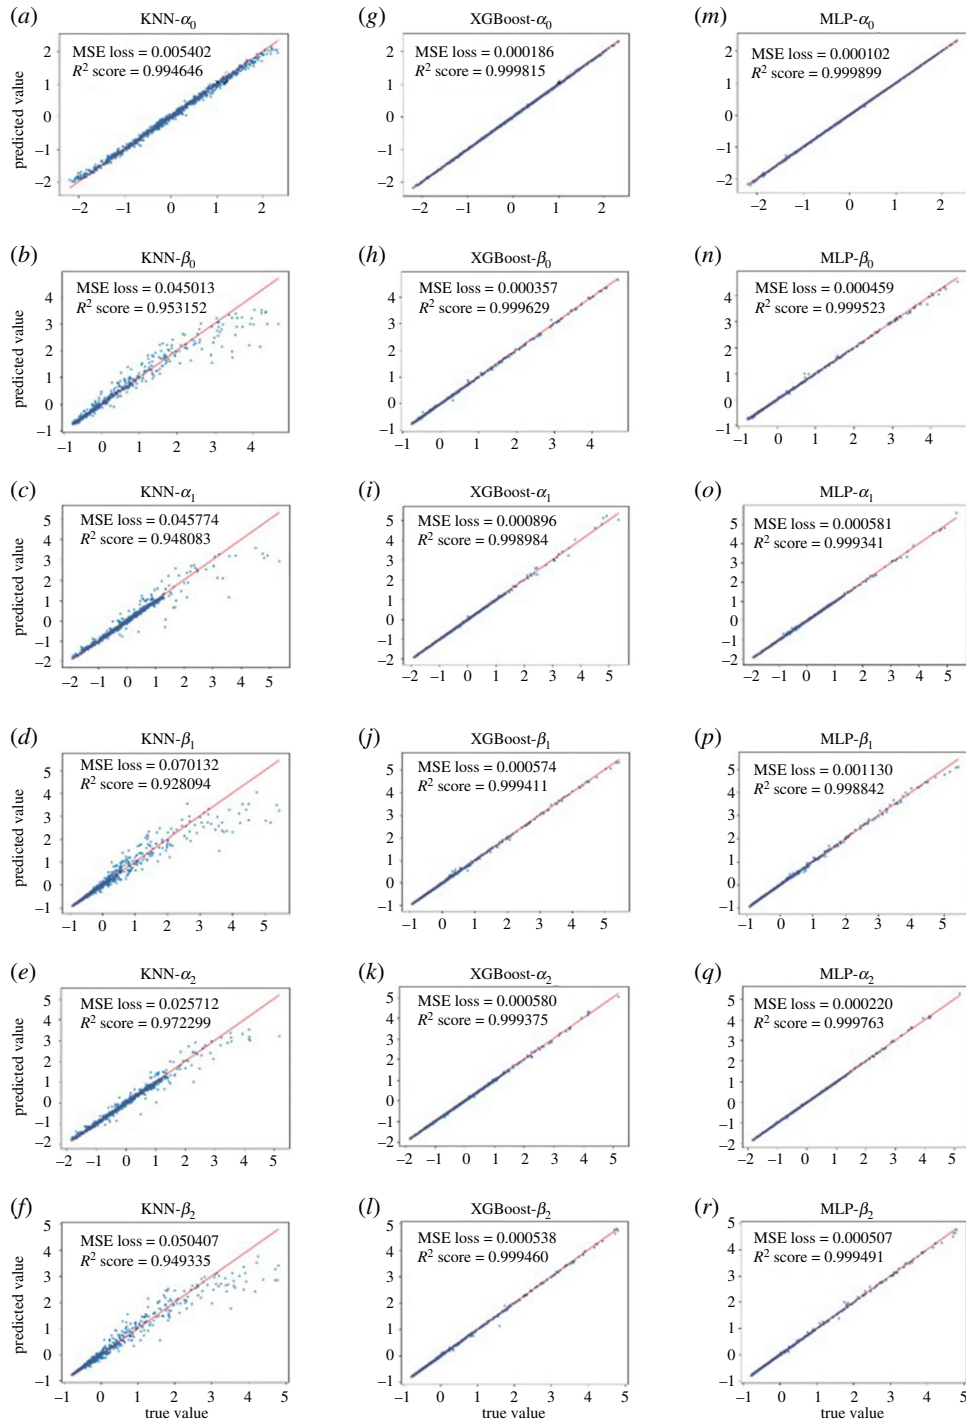 (a) KNN-α0 (g) XGBoost-α0 (m) MLP-α0
MSE loss = 0.005402
R2 score = 0.994646
MSE loss = 0.000186
R2 score = 0.999815
MSE loss = 0.000102
R2 score = 0.999899
predicted value
2
1
0
–1
–2
2
1
0
–1
–2
2
1
0
–1
–2
–2 –1 0 1 2
–2 –1 0 1 2
–2 –1 0 1 2
(b) KNN-β0 (h) XGBoost-β0 (n) MLP-β0
MSE loss = 0.045013
R2 score = 0.953152
MSE loss = 0.000357
R2 score = 0.999629
MSE loss = 0.000459
R2 score = 0.999523
predicted value
4
3
2
1
0
–1
4
3
2
1
0
–1
4
3
2
1
0
–1
–1 0 1 2 3 4
–1 0 1 2 3 4
–1 0 1 2 3 4
(c) KNN-α1 (i) XGBoost-α1 (o) MLP-α1
MSE loss = 0.045774
R2 score = 0.948083
MSE loss = 0.000896
R2 score = 0.998984
MSE loss = 0.000581
R2 score = 0.999341
predicted value
5
4
3
2
1
0
–1
–2
5
4
3
2
1
0
–1
–2
5
4
3
2
1
0
–1
–2
–2 –1 0 1 2 3 4 5
–2 –1 0 1 2 3 4 5
–2 –1 0 1 2 3 4 5
(d) KNN-β1 (j) XGBoost-β1 (p) MLP-β1
MSE loss = 0.070132
R2 score = 0.928094
MSE loss = 0.000574
R2 score = 0.999411
MSE loss = 0.001130
R2 score = 0.998842
predicted value
5
4
3
2
1
0
–1
5
4
3
2
1
0
–1
5
4
3
2
1
0
–1
–1 0 1 2 3 4 5
–1 0 1 2 3 4 5
–1 0 1 2 3 4 5
(e) KNN-α2 (k) XGBoost-α2 (q) MLP-α2
MSE loss = 0.025712
R2 score = 0.972299
MSE loss = 0.000580
R2 score = 0.999375
MSE loss = 0.000220
R2 score = 0.999763
predicted value
5
4
3
2
1
0
–1
–2
5
4
3
2
1
0
–1
–2
5
4
3
2
1
0
–1
–2
–2 –1 0 1 2 3 4 5
–2 –1 0 1 2 3 4 5
–2 –1 0 1 2 3 4 5
(f) KNN-β2 (l) XGBoost-β2 (r) MLP-β2
MSE loss = 0.050407
R2 score = 0.949335
MSE loss = 0.000538
R2 score = 0.999460
MSE loss = 0.000507
R2 score = 0.999491
predicted value
5
4
3
2
1
0
–1
5
4
3
2
1
0
–1
5
4
3
2
1
0
–1
–1 0 1 2 3 4 5
–1 0 1 2 3 4 5
–1 0 1 2 3 4 5
true value true value true value